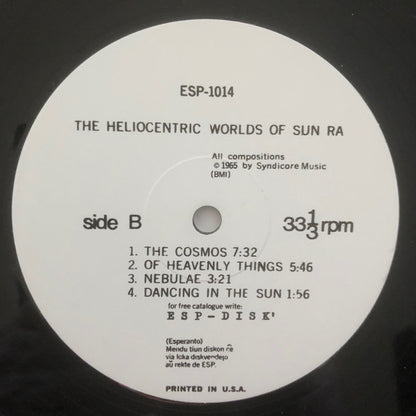 ESP-1014
THE HELIOCENTRIC WORLDS OF SUN RA
All compositions
© 1965 by Syndicore Music
(BMI)
side B
33 1/3 rpm
1. THE COSMOS 7:32
2. OF HEAVENLY THINGS 5:46
3. NEBULAE 3:21
4. DANCING IN THE SUN 1:56
for free catalogue write:
ESP-DISK'
(Esperanto)
Mendu tiun diskon ĉe
via loka diskvendejo
aŭ rekte de ESP.
PRINTED IN U.S.A.